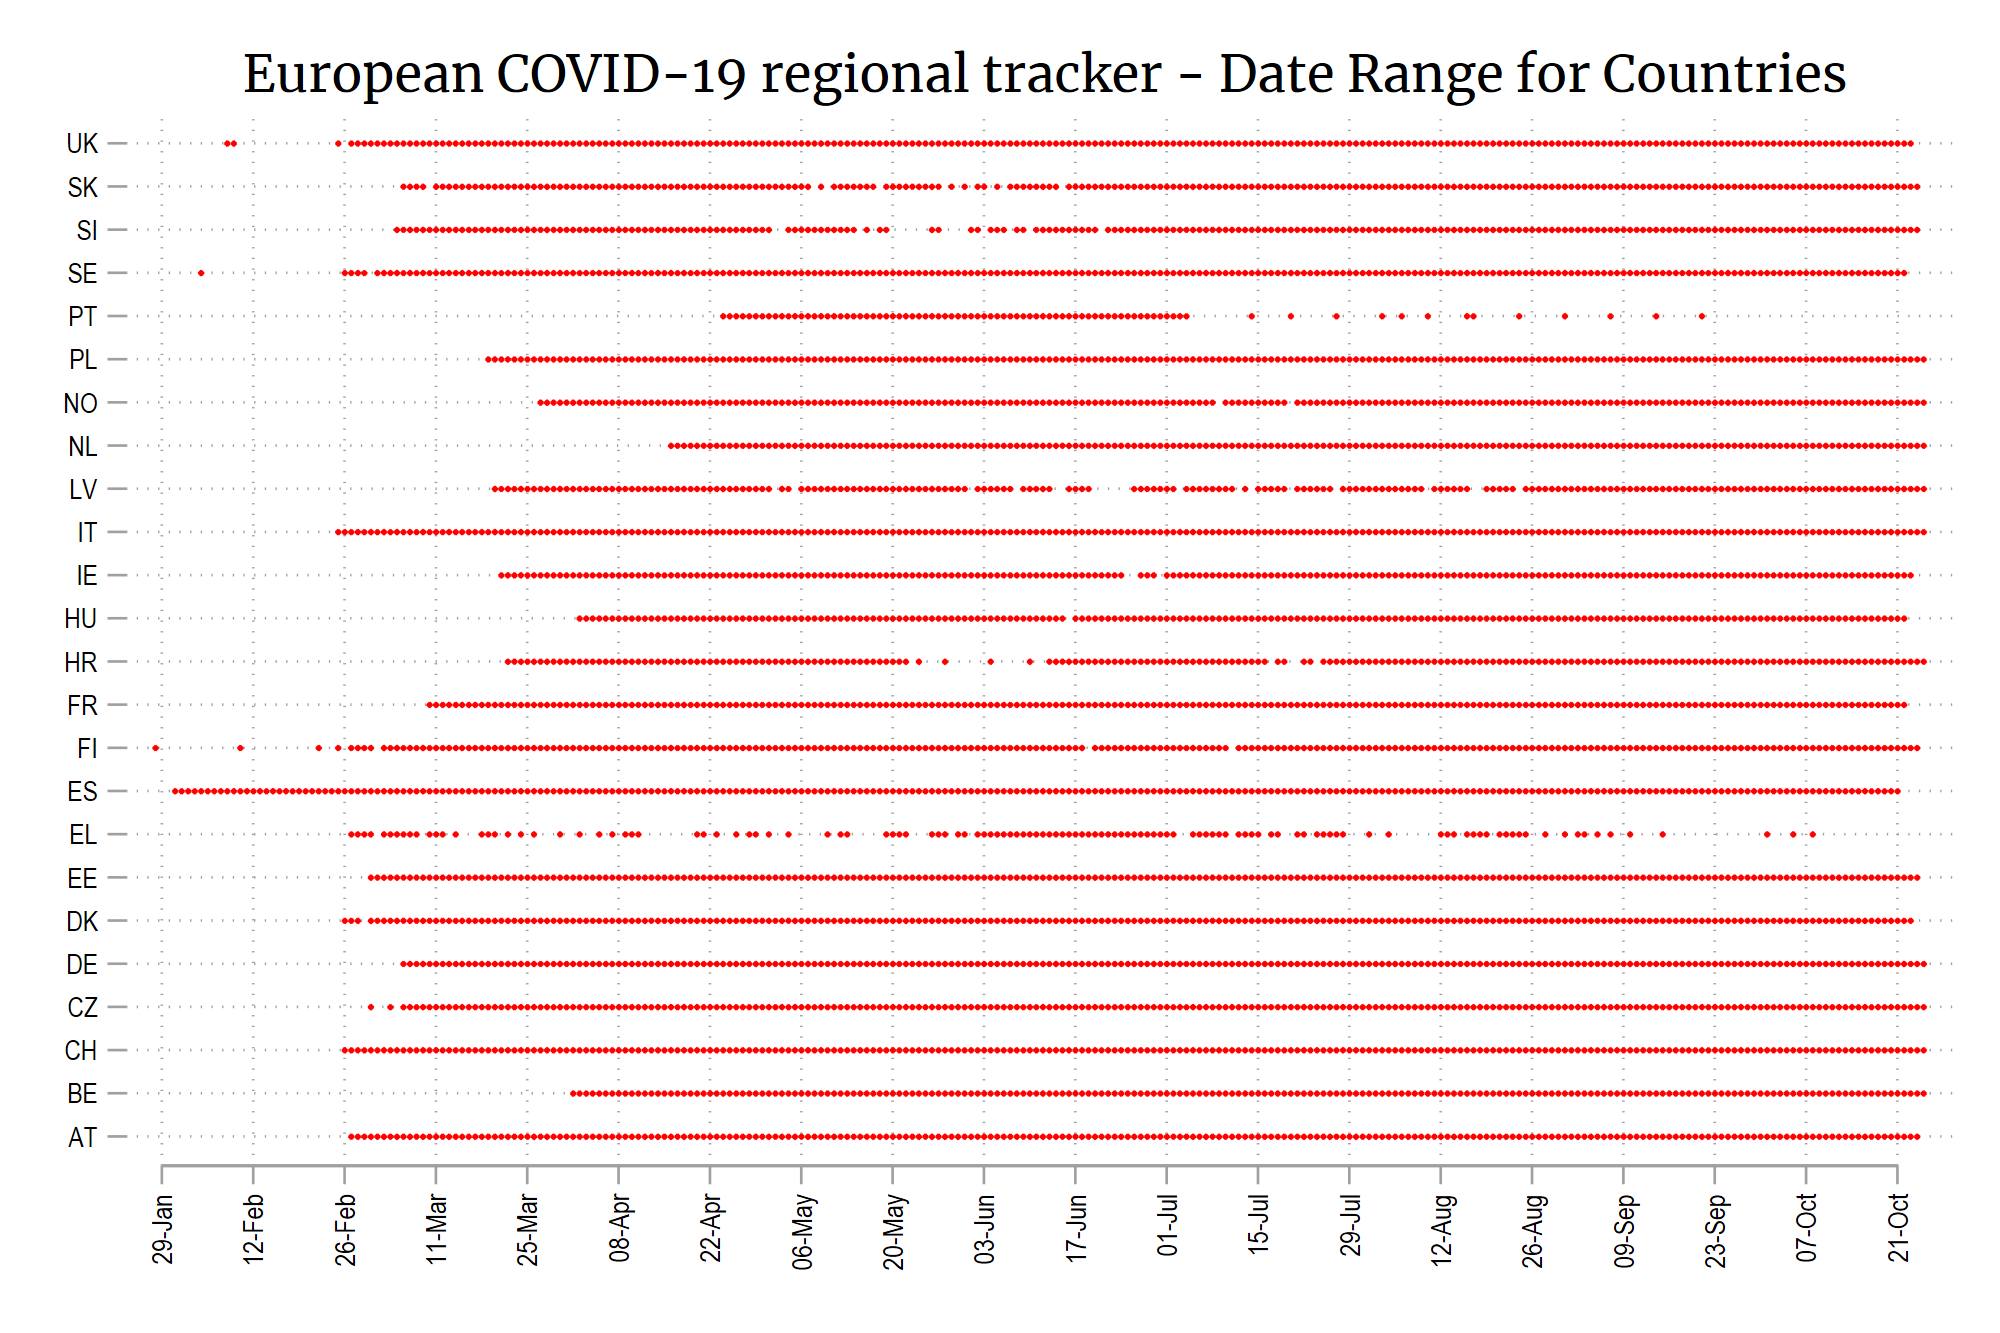 European COVID-19 regional tracker - Date Range for Countries
UK
SK
SI
SE
PT
PL
NO
NL
LV
IT
IE
HU
HR
FR
FI
ES
EL
EE
DK
DE
CZ
CH
BE
AT
29-Jan
12-Feb
26-Feb
11-Mar
25-Mar
08-Apr
22-Apr
06-May
20-May
03-Jun
17-Jun
01-Jul
15-Jul
29-Jul
12-Aug
26-Aug
09-Sep
23-Sep
07-Oct
21-Oct